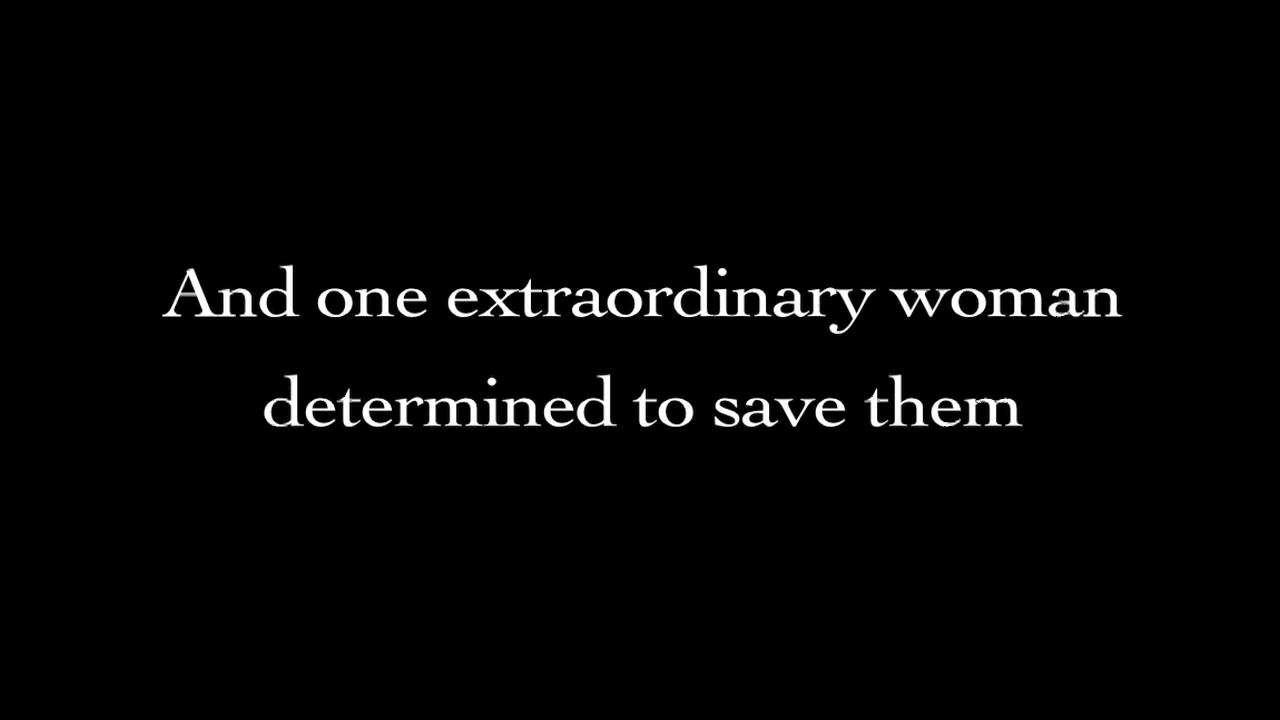 And one extraordinary woman
determined to save them